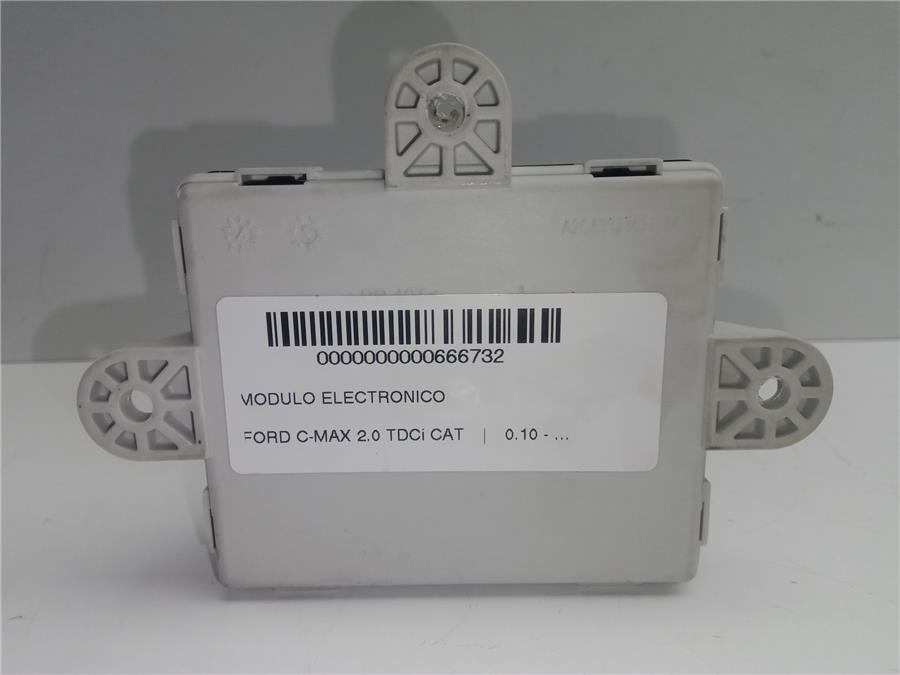 0000000000666732
MODULO ELECTRONICO
FORD C-MAX 2.0 TDCi CAT | 0.10 - ...